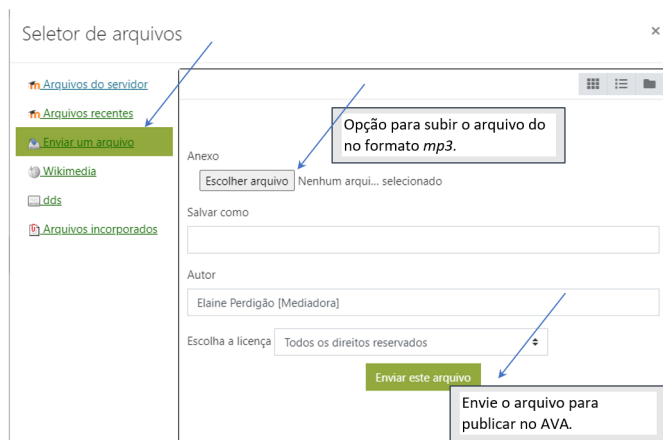 Seletor de arquivos
×
Arquivos do servidor
Arquivos recentes
Enviar um arquivo
Wikimedia
dds
Arquivos incorporados
Opção para subir o arquivo do
no formato mp3.
Anexo
Escolher arquivo Nenhum arqui... selecionado
Salvar como
Autor
Elaine Perdigão [Mediadora]
Escolha a licença Todos os direitos reservados
Enviar este arquivo
Envie o arquivo para
publicar no AVA.